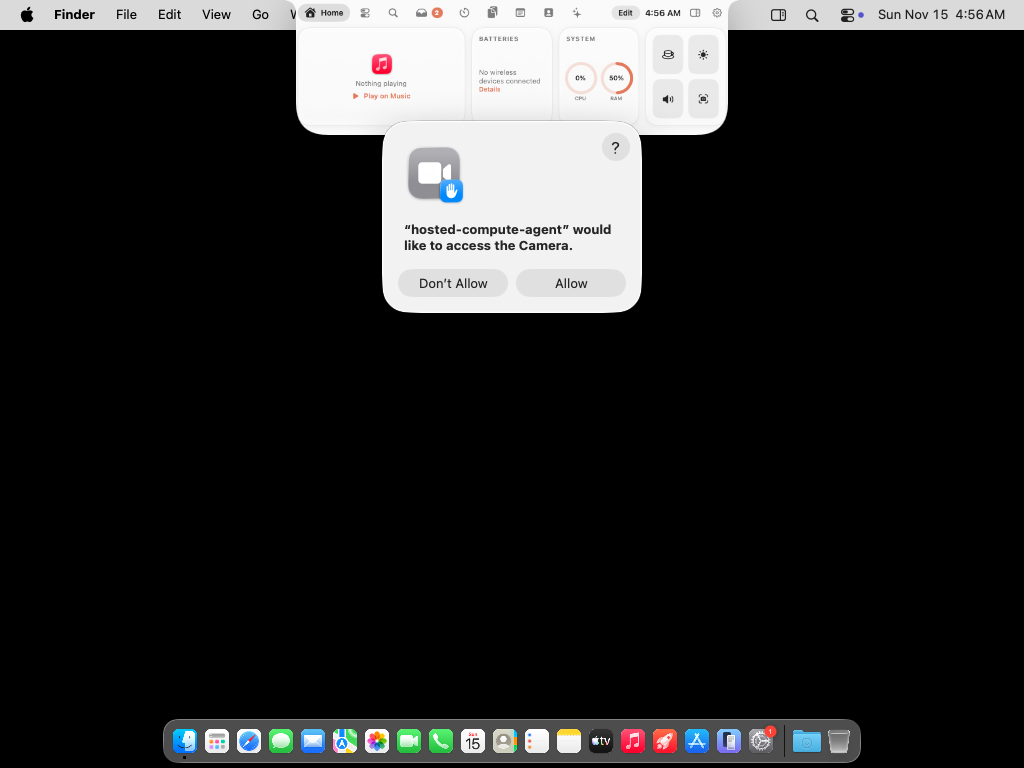 Finder File Edit View Go
Home 2 Edit 4:56 AM
Sun Nov 15 4:56 AM
Nothing playing
Play on Music
BATTERIES
No wireless
devices connected
Details
SYSTEM
0% 50%
CPU RAM
?
“hosted-compute-agent” would
like to access the Camera.
Don't Allow Allow
Sun
15
tv
1